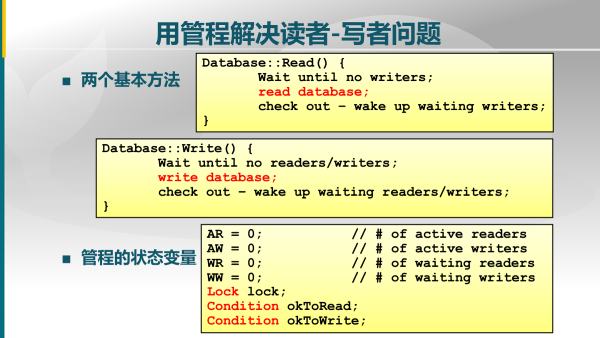 用管程解决读者-写者问题
■ 两个基本方法
Database::Read() {
Wait until no writers;
read database;
check out – wake up waiting writers;
}
Database::Write() {
Wait until no readers/writers;
write database;
check out – wake up waiting readers/writers;
}
■ 管程的状态变量
AR = 0; // # of active readers
AW = 0; // # of active writers
WR = 0; // # of waiting readers
WW = 0; // # of waiting writers
Lock lock;
Condition okToRead;
Condition okToWrite;